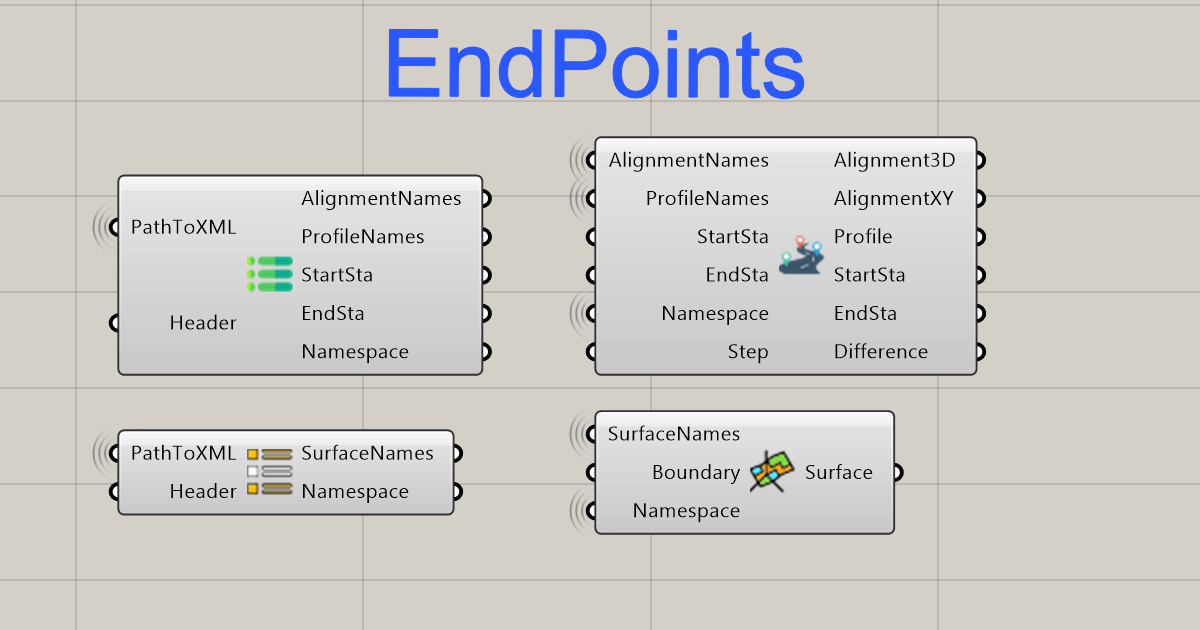 EndPoints
PathToXML
Header
AlignmentNames
ProfileNames
StartSta
EndSta
Namespace
AlignmentNames
ProfileNames
StartSta
EndSta
Namespace
Step
Alignment3D
AlignmentXY
Profile
StartSta
EndSta
Difference
PathToXML
Header
SurfaceNames
Namespace
SurfaceNames
Boundary
Namespace
Surface